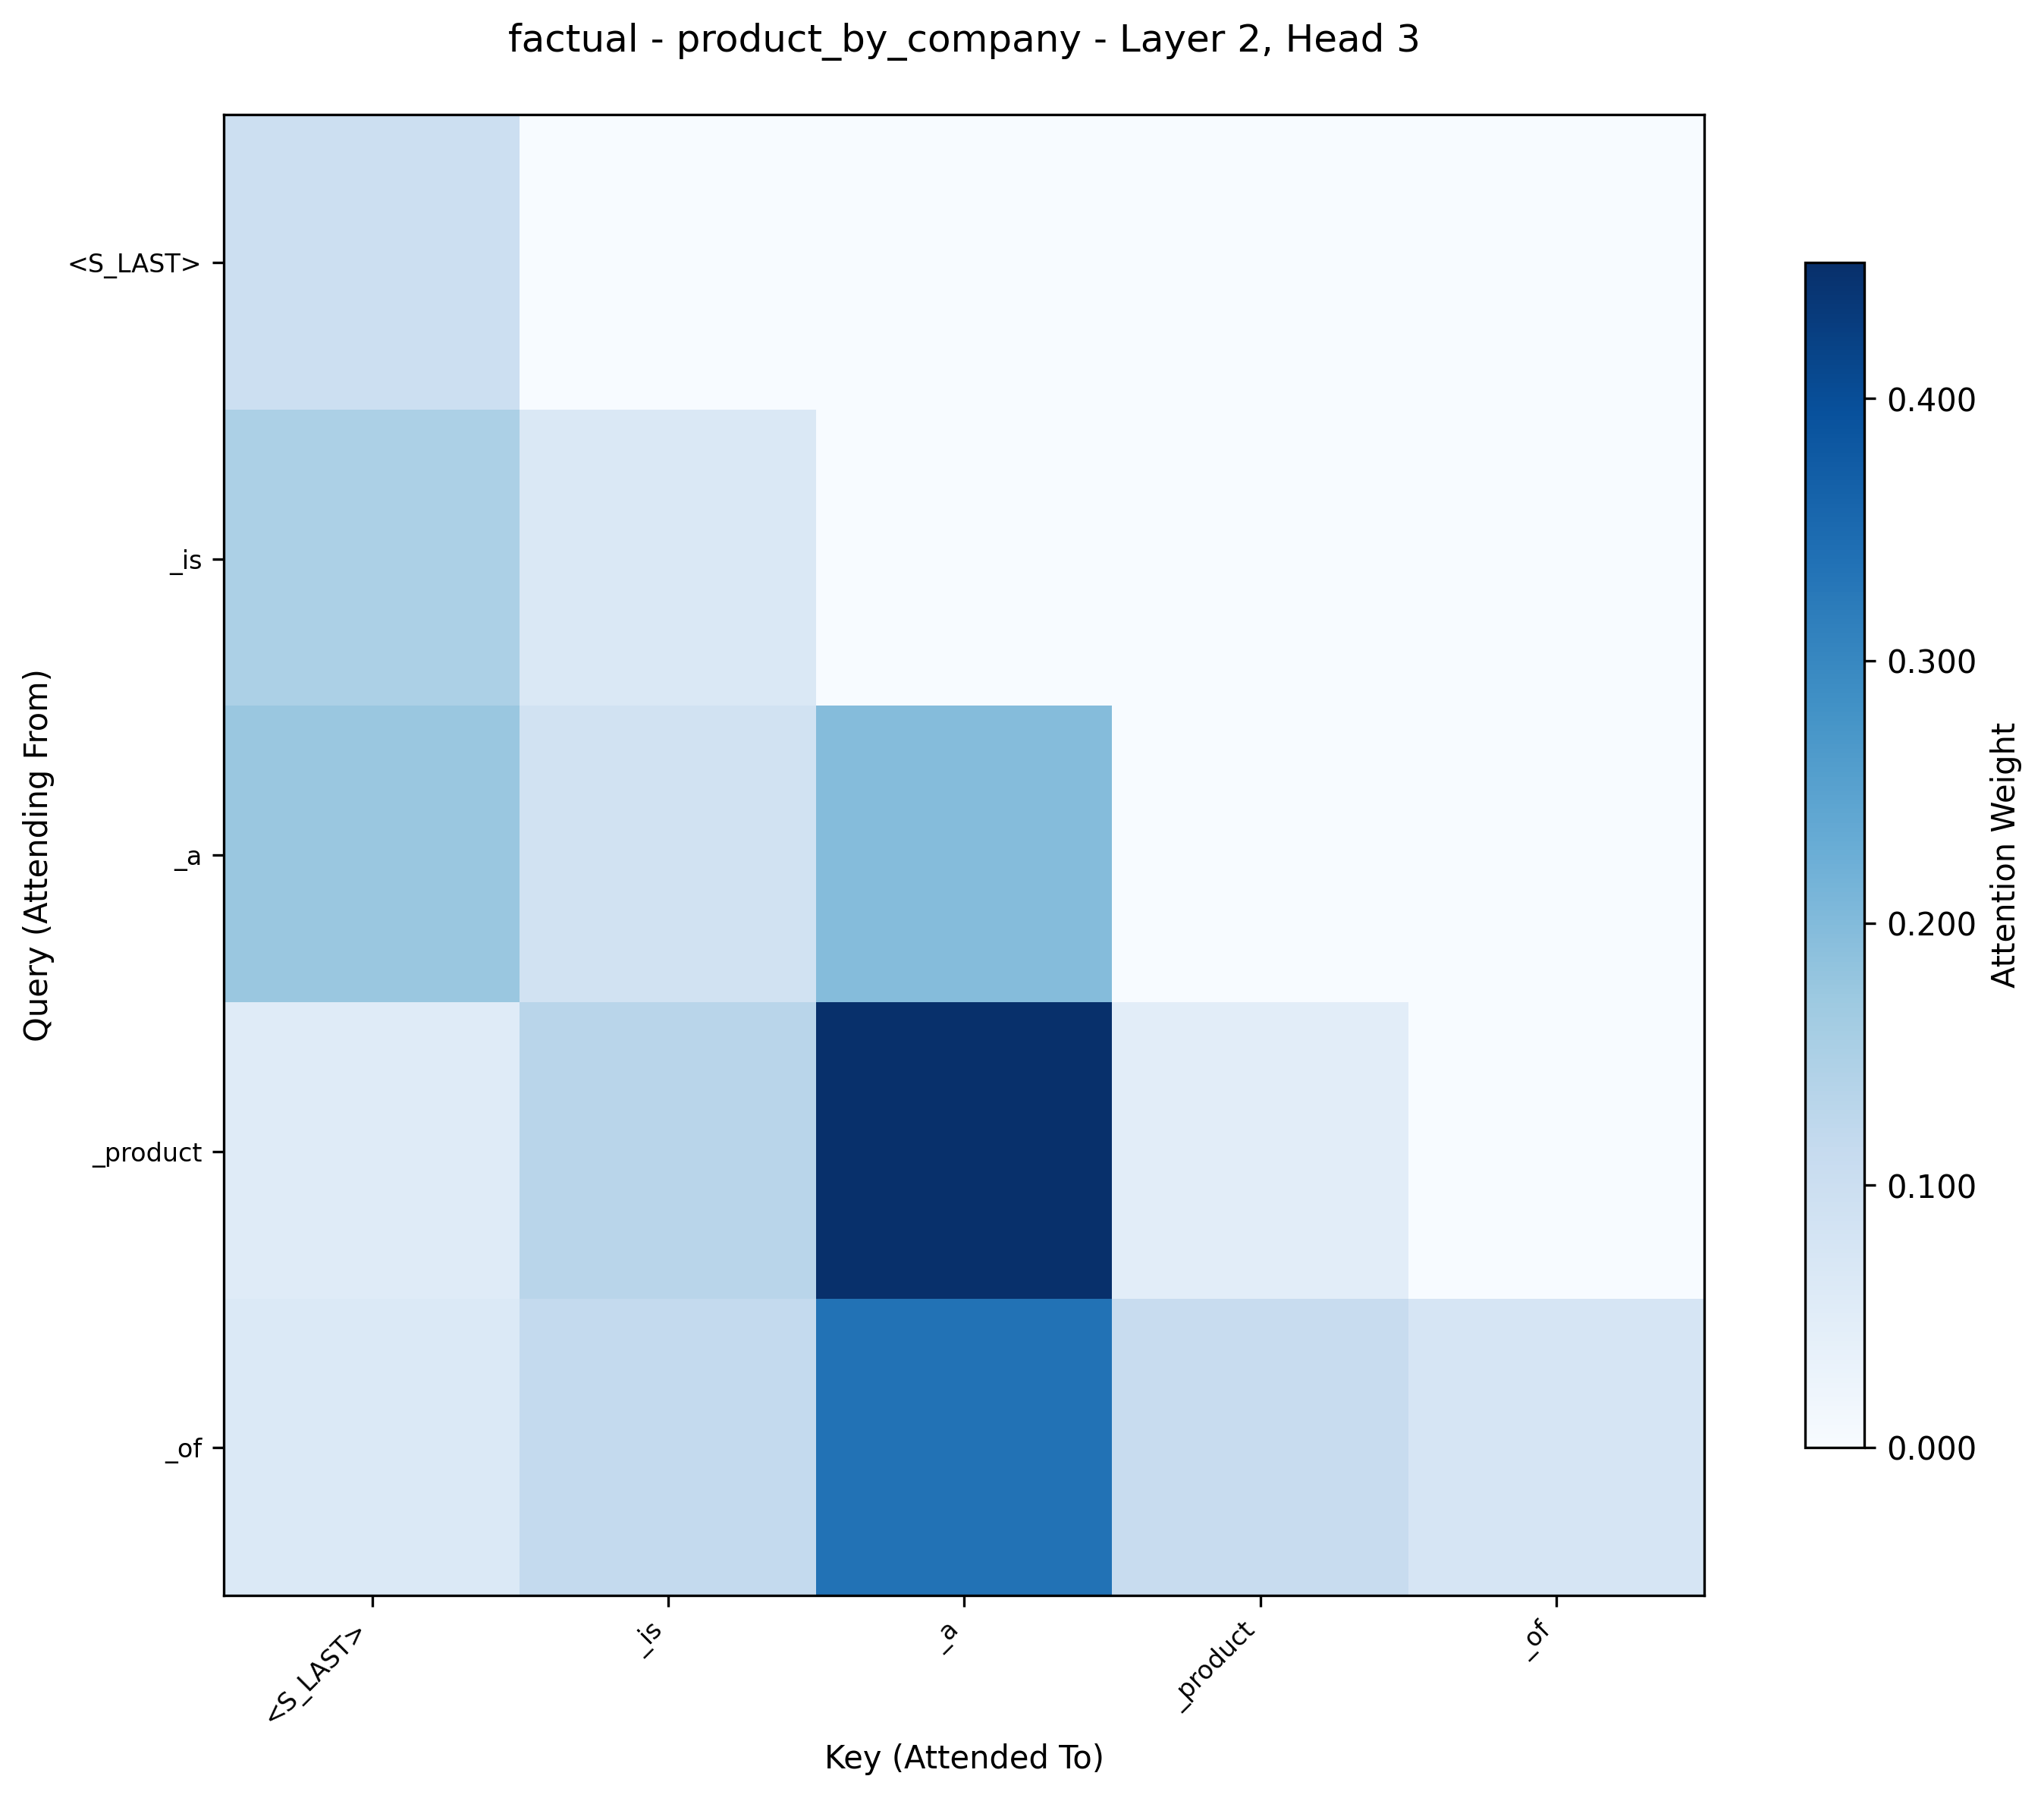 factual - product_by_company - Layer 2, Head 3
Query (Attending From)
<S_LAST>
_is
_a
_product
_of
<S_LAST>
_is
_a
_product
_of
Key (Attended To)
0.400
0.300
0.200
0.100
0.000
Attention Weight